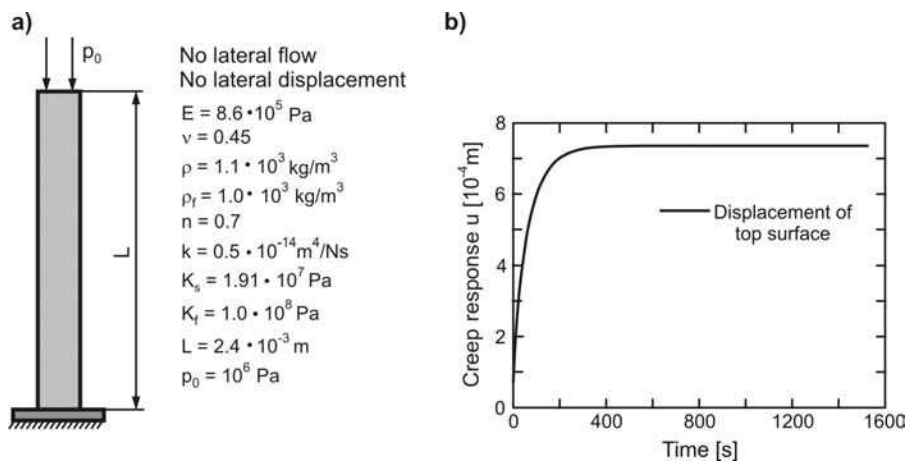 a)
p₀
L
No lateral flow
No lateral displacement
E = 8.6 • 10⁵ Pa
ν = 0.45
ρ = 1.1 • 10³ kg/m³
ρ_f = 1.0 • 10³ kg/m³
n = 0.7
k = 0.5 • 10⁻¹⁴ m⁴/Ns
K_s = 1.91 • 10⁷ Pa
K_f = 1.0 • 10⁸ Pa
L = 2.4 • 10⁻³ m
p₀ = 10⁶ Pa
b)
Creep response u [10⁻⁴m]
8
6
4
2
0
Displacement of
top surface
0 400 800 1200 1600
Time [s]